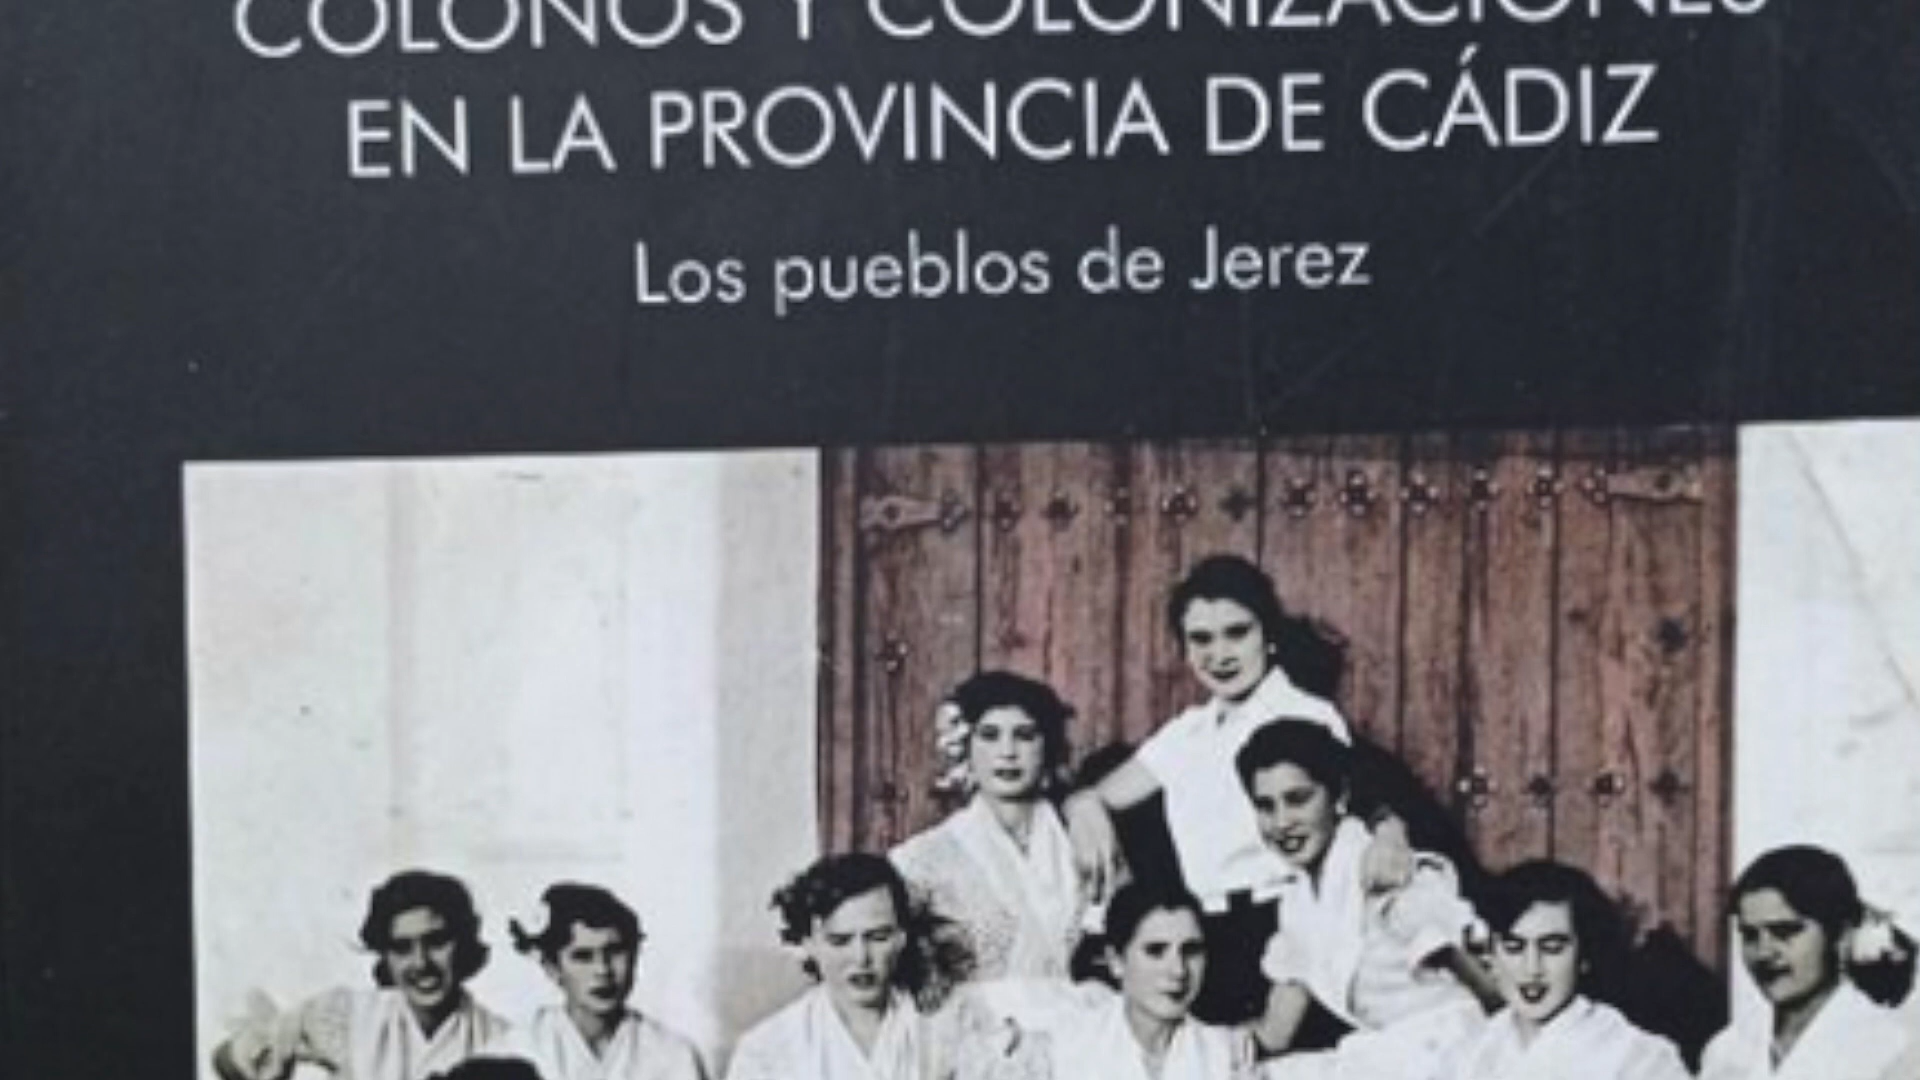 COLONOS Y COLONIZACIONES
EN LA PROVINCIA DE CÁDIZ
Los pueblos de Jerez